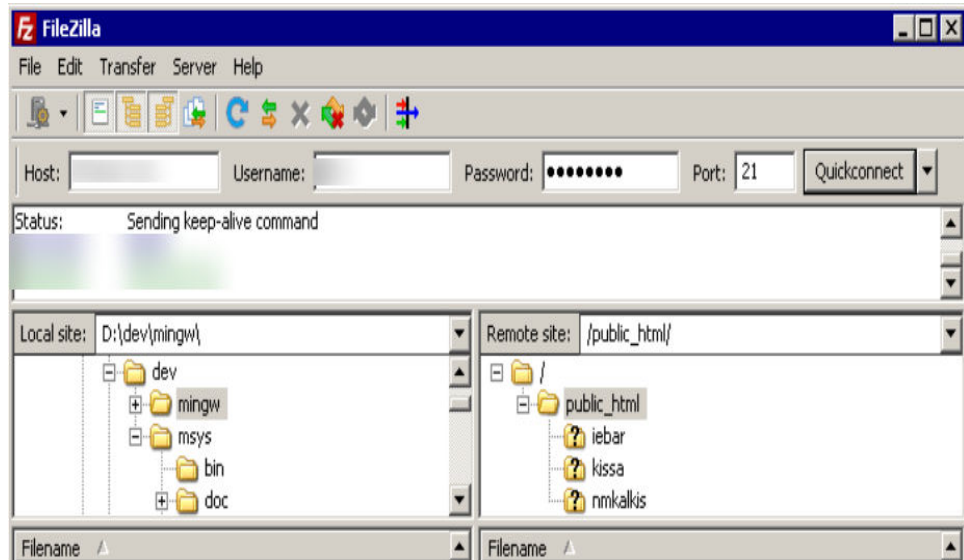 FileZilla
File Edit Transfer Server Help
Host: Username: Password: •••••••• Port: 21 Quickconnect
Status: Sending keep-alive command
Local site: D:\dev\mingw\
dev
mingw
msys
bin
doc
Filename
Remote site: /public_html/
/
public_html
iebar
kissa
nmkalkis
Filename